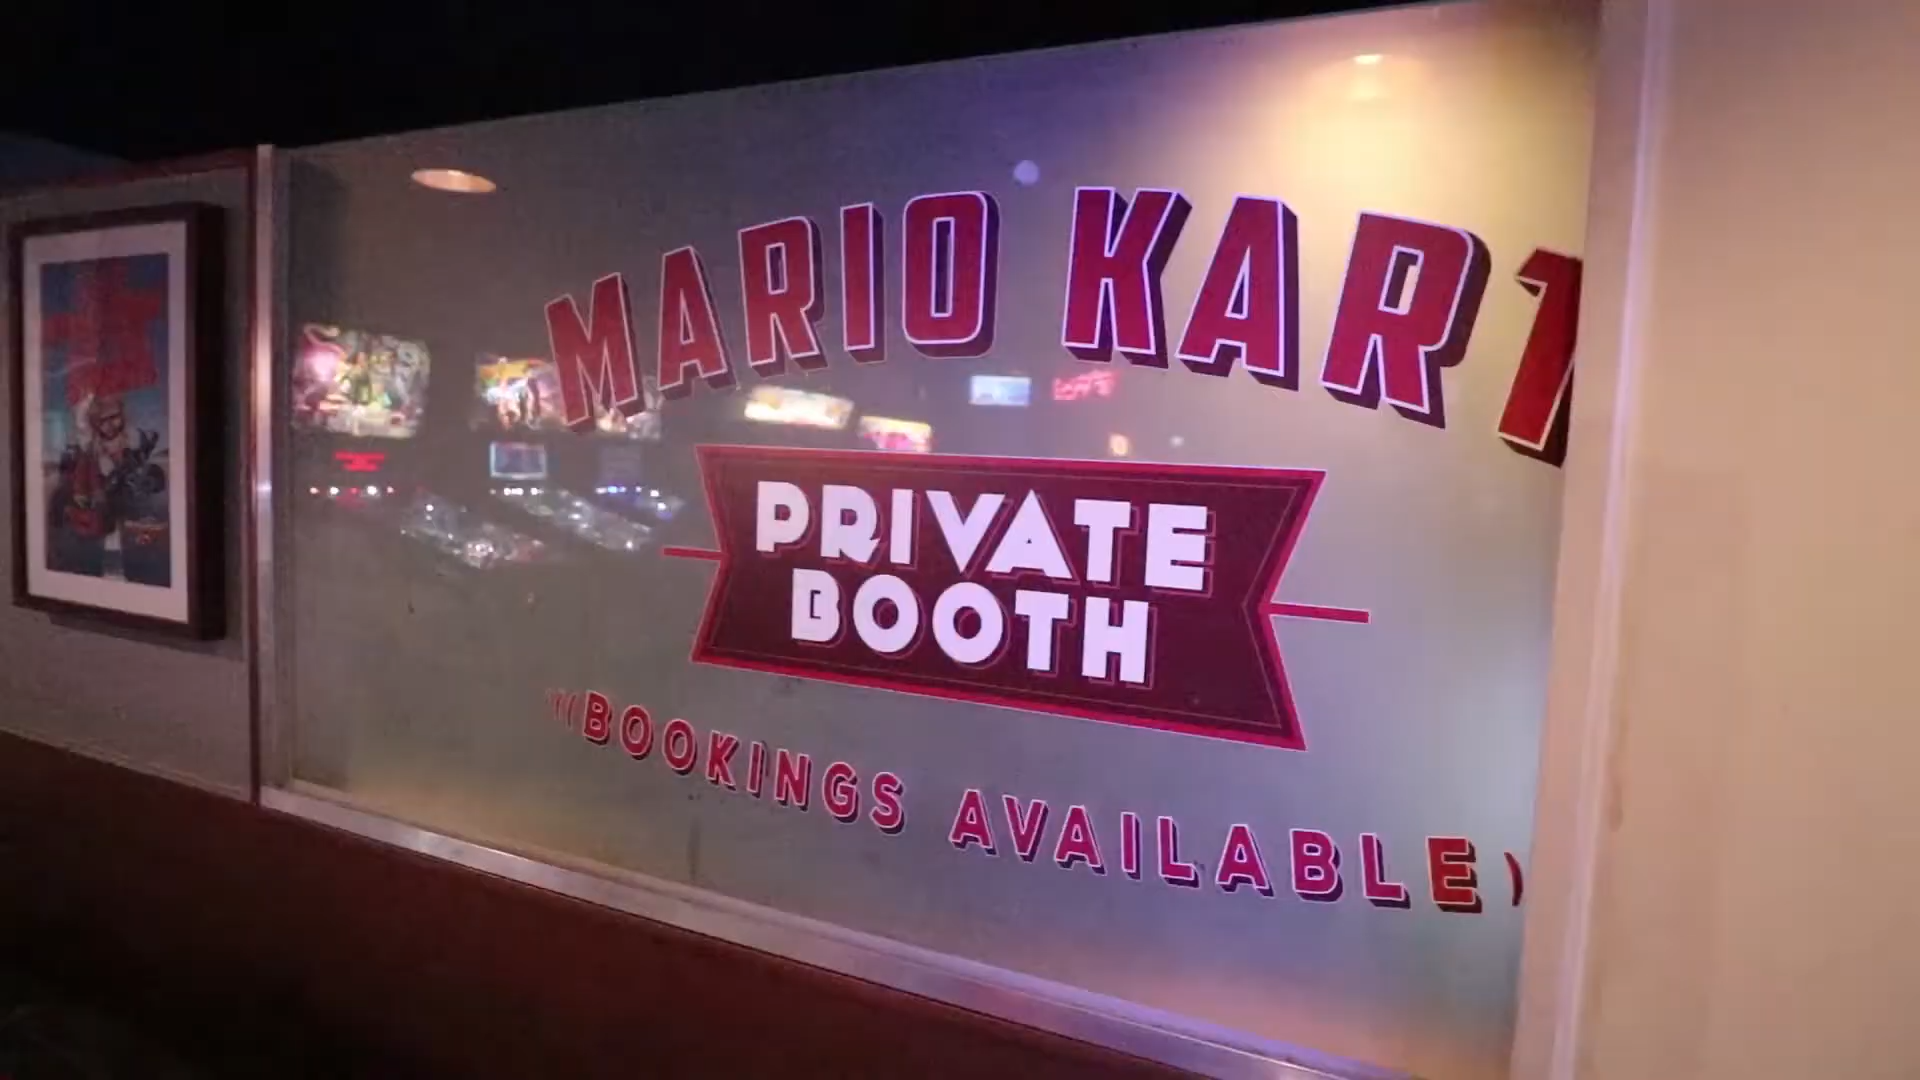 MARIO KART
PRIVATE
BOOTH
((BOOKINGS AVAILABLE)